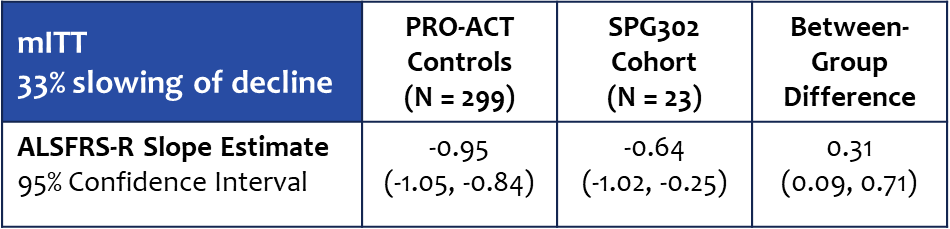 mITT
33% slowing of decline
PRO-ACT
Controls
(N = 299)
SPG302
Cohort
(N = 23)
Between-
Group
Difference
ALSFRS-R Slope Estimate
95% Confidence Interval
-0.95
(-1.05, -0.84)
-0.64
(-1.02, -0.25)
0.31
(0.09, 0.71)